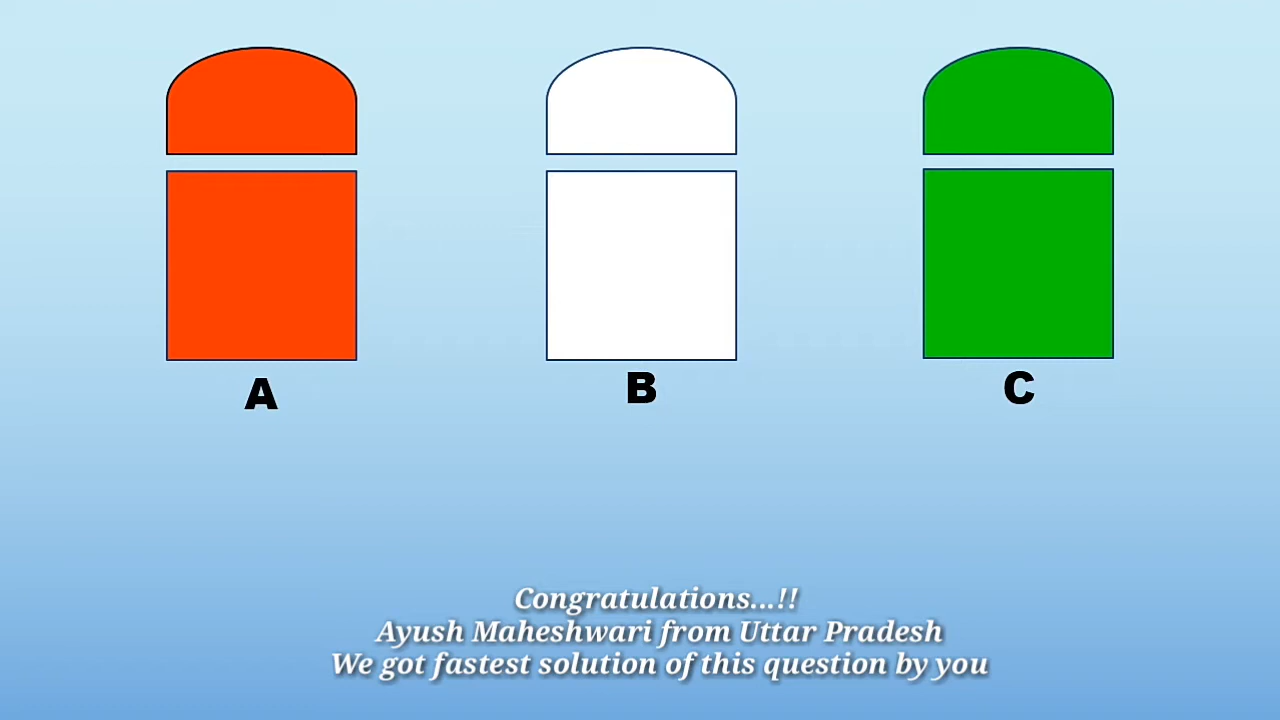 A
B
C
Congratulations...!!
Ayush Maheshwari from Uttar Pradesh
We got fastest solution of this question by you